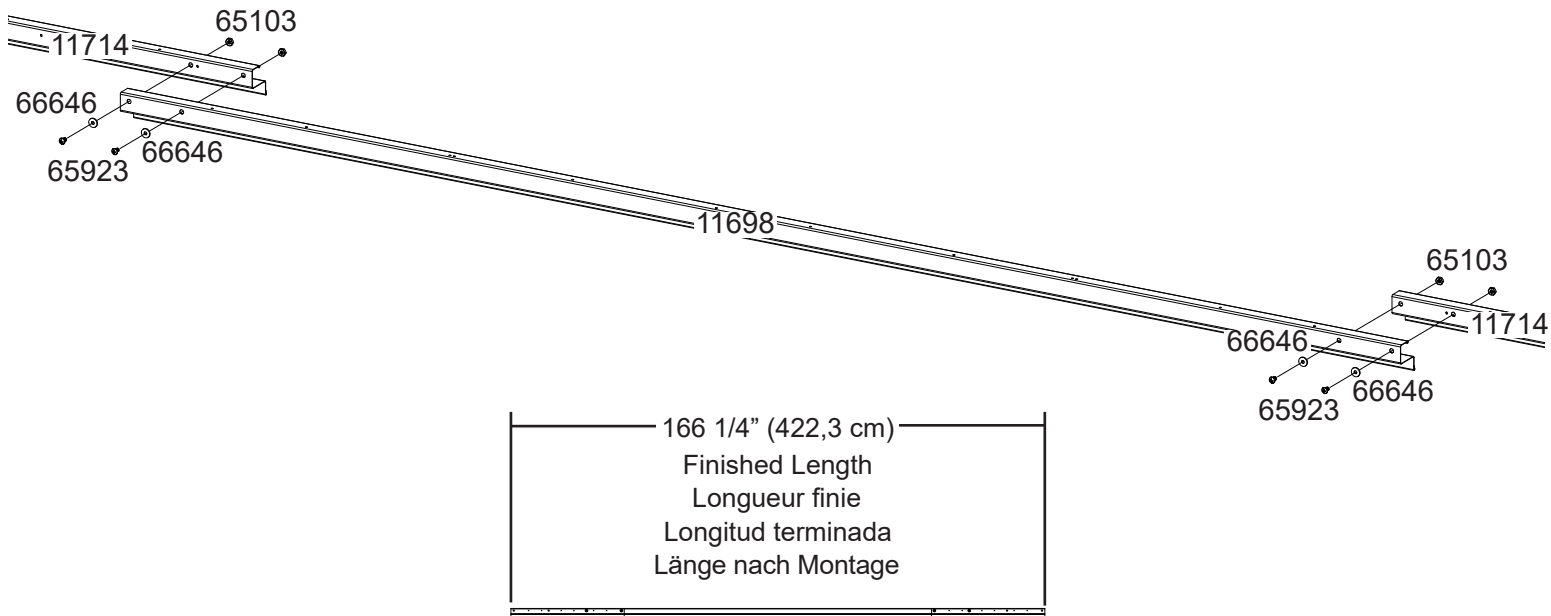 65103
11714
66646
66646
65923
11698
65103
11714
66646
66646
65923
166 1/4” (422,3 cm)
Finished Length
Longueur finie
Longitud terminada
Länge nach Montage